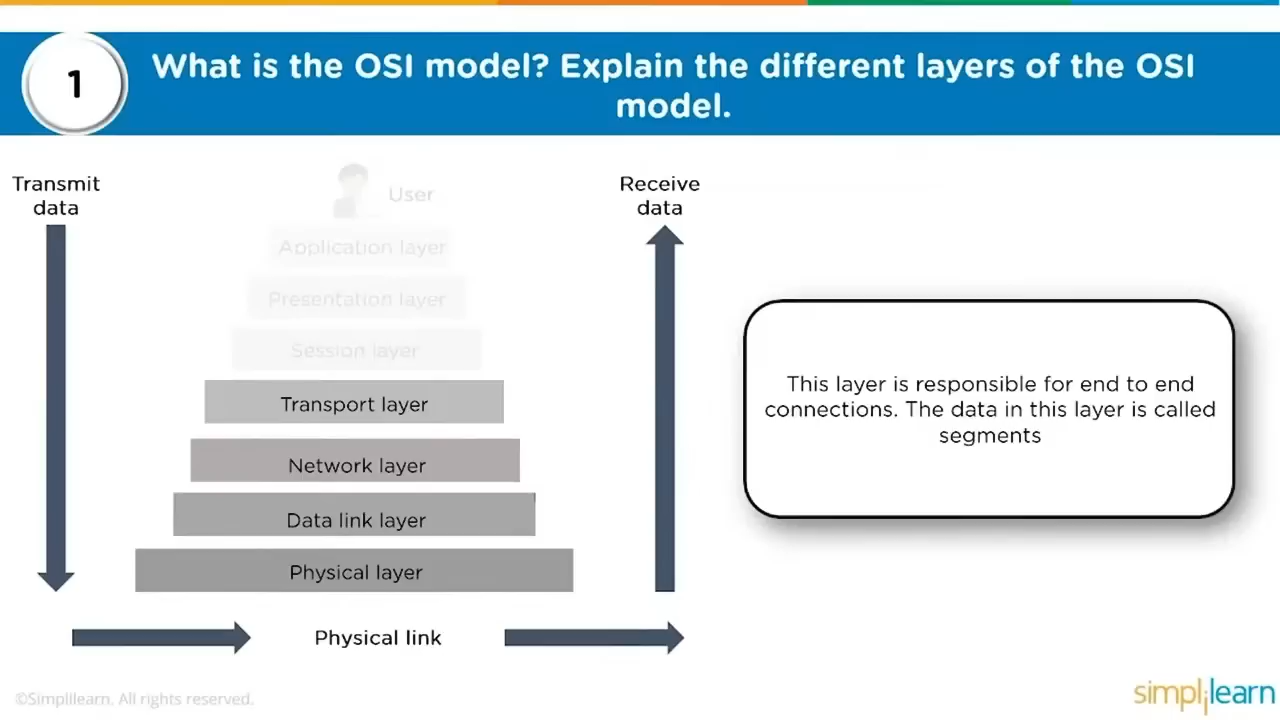 1
What is the OSI model? Explain the different layers of the OSI
model.
Transmit
data
User
Application layer
Presentation layer
Session layer
Transport layer
Network layer
Data link layer
Physical layer
Physical link
Receive
data
This layer is responsible for end to end
connections. The data in this layer is called
segments
©Simplilearn. All rights reserved.
simplilearn